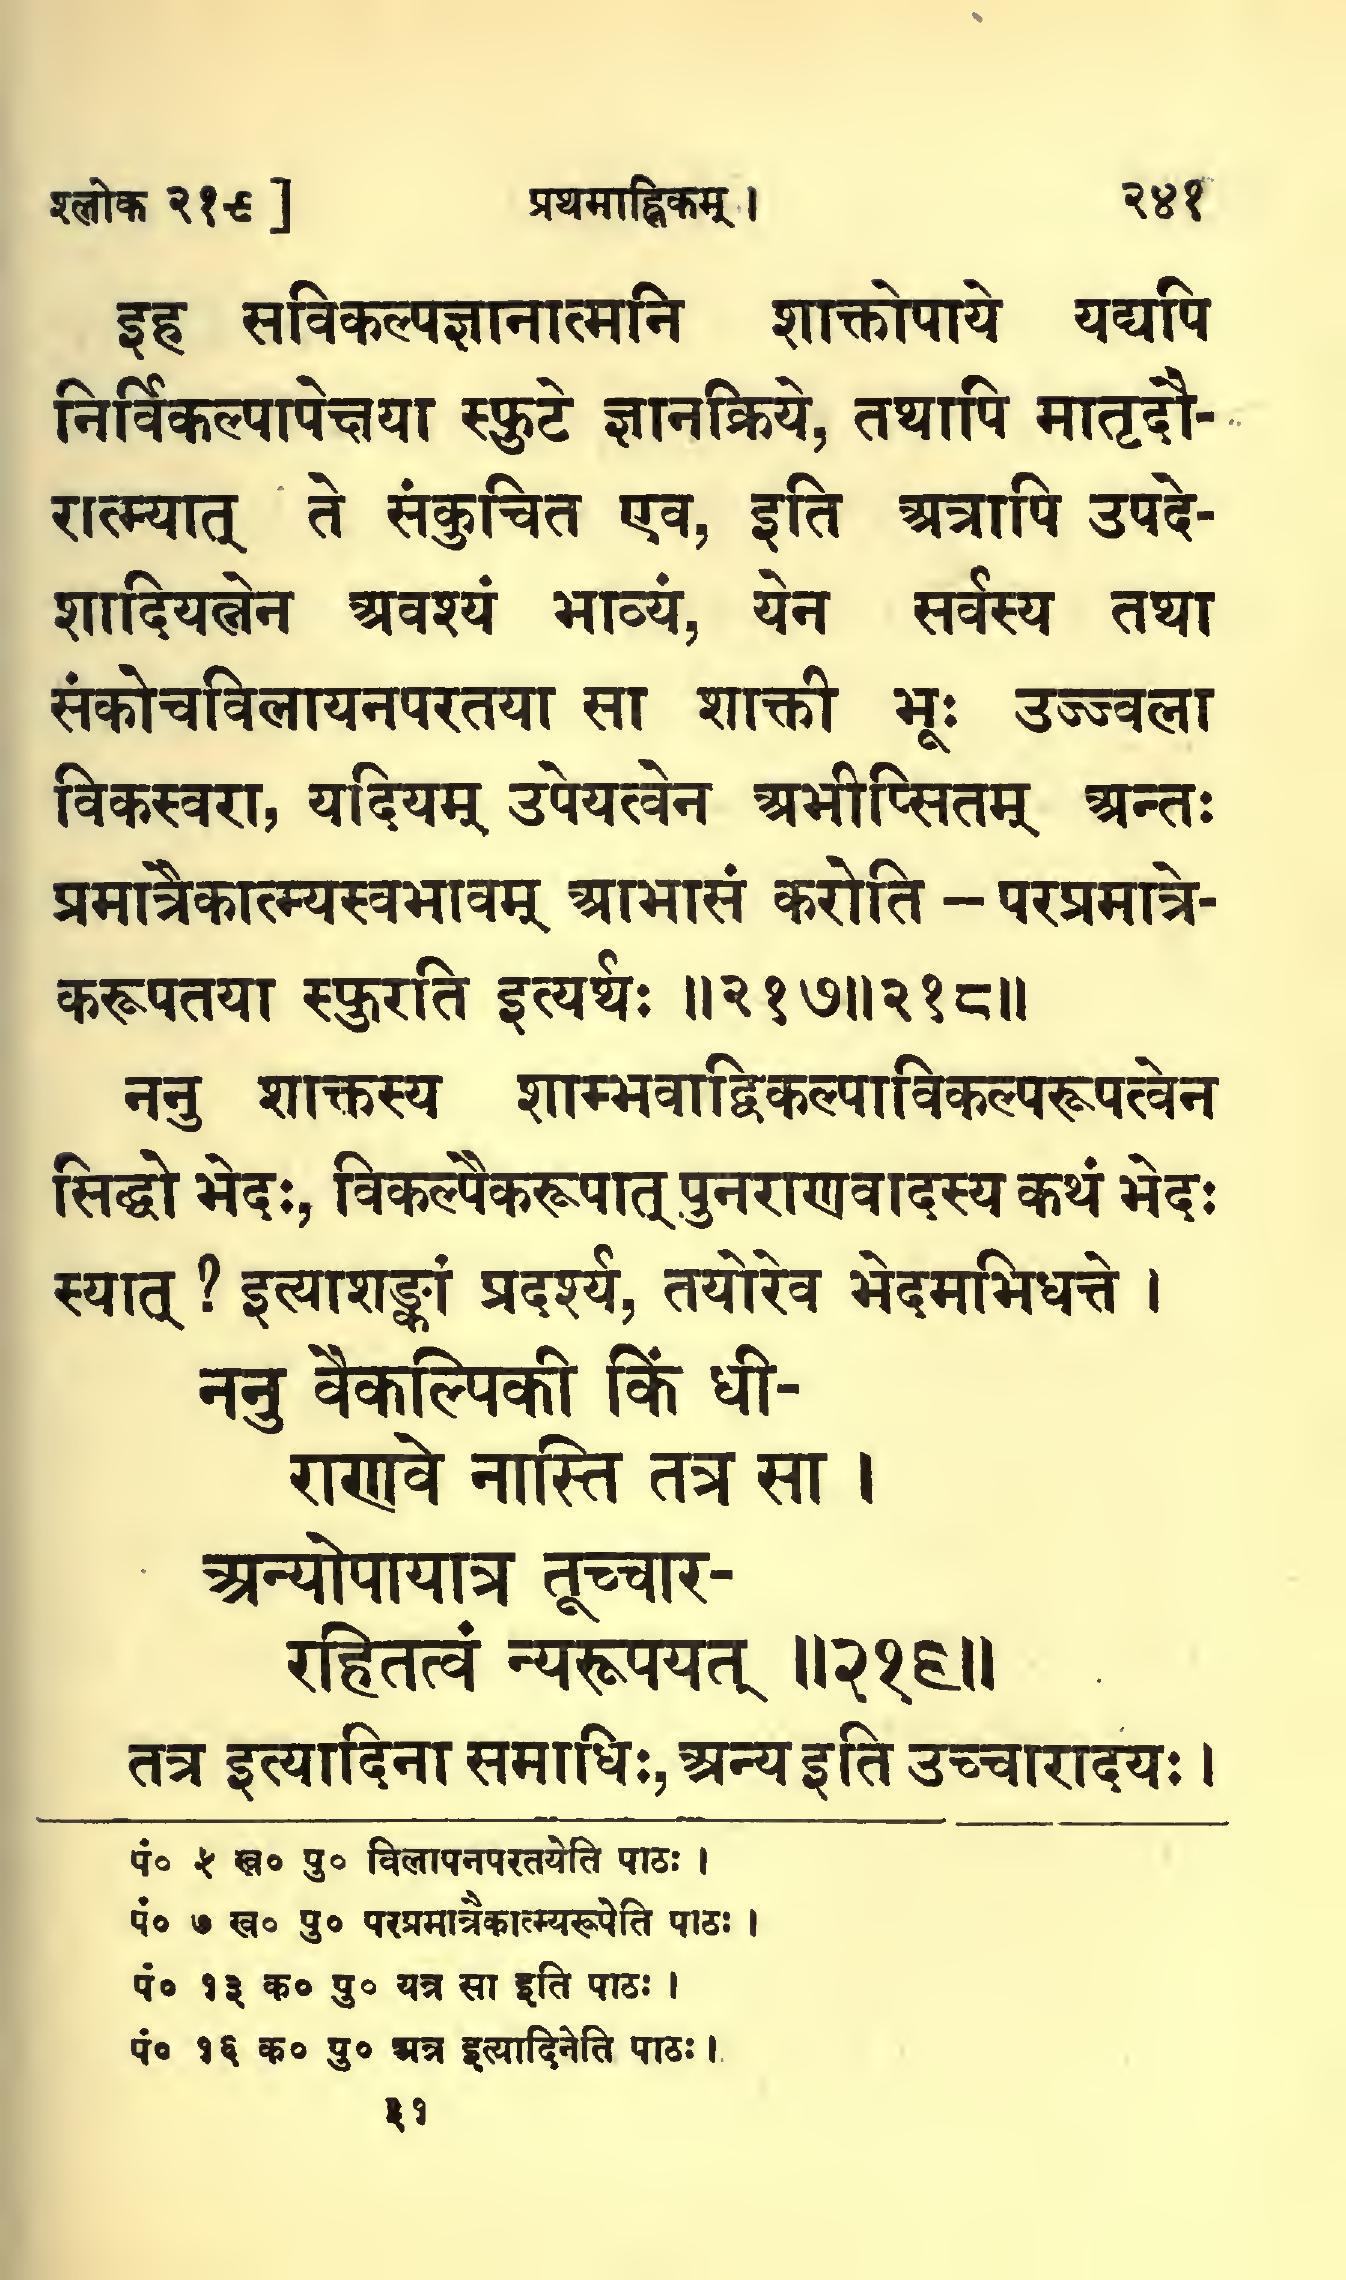 श्लोक २१९ ]
प्रथमाह्निकम् ।
२४१
इह सविकल्पज्ञानात्मनि शाक्तोपाये यद्यपि
निर्विकल्पापेक्षया स्फुटे ज्ञानक्रिये, तथापि मातृदौ-
रात्म्यात् ते संकुचित एव, इति अत्रापि उपदे-
शादियत्नेन अवश्यं भाव्यं, येन सर्वस्य तथा
संकोचविलायनपरतया सा शाक्ती भूः उज्ज्वला
विकस्वरा, यदियम् उपेयत्वेन अभीप्सितम् अन्तः
प्रमात्रैकात्म्यस्वभावम् आभासं करोति – परप्रमात्रे-
करूपतया स्फुरति इत्यर्थः ॥२१७॥२१८॥
ननु शाक्तस्य शाम्भवाद्विकल्पाविकल्परूपत्वेन
सिद्धो भेदः, विकल्पैकरूपात् पुनराणवादस्य कथं भेदः
स्यात् ? इत्याशङ्कां प्रदर्श्य, तयोरेव भेदमभिधत्ते ।
ननु वैकल्पिकी किं धी-
राणवे नास्ति तत्र सा ।
अन्योपायात्र तूच्चार-
रहितत्वं न्यरूपयत् ॥२१९॥
तत्र इत्यादिना समाधिः, अन्य इति उच्चारादयः ।
पं० ५ ख० पु० विलापनपरतयेति पाठः ।
पं० ७ ख० पु० परप्रमात्रैकात्म्यरूपेति पाठः ।
पं० १३ क० पु० यत्र सा इति पाठः ।
पं० १६ क० पु० अत्र इत्यादिनेति पाठः ।
३१